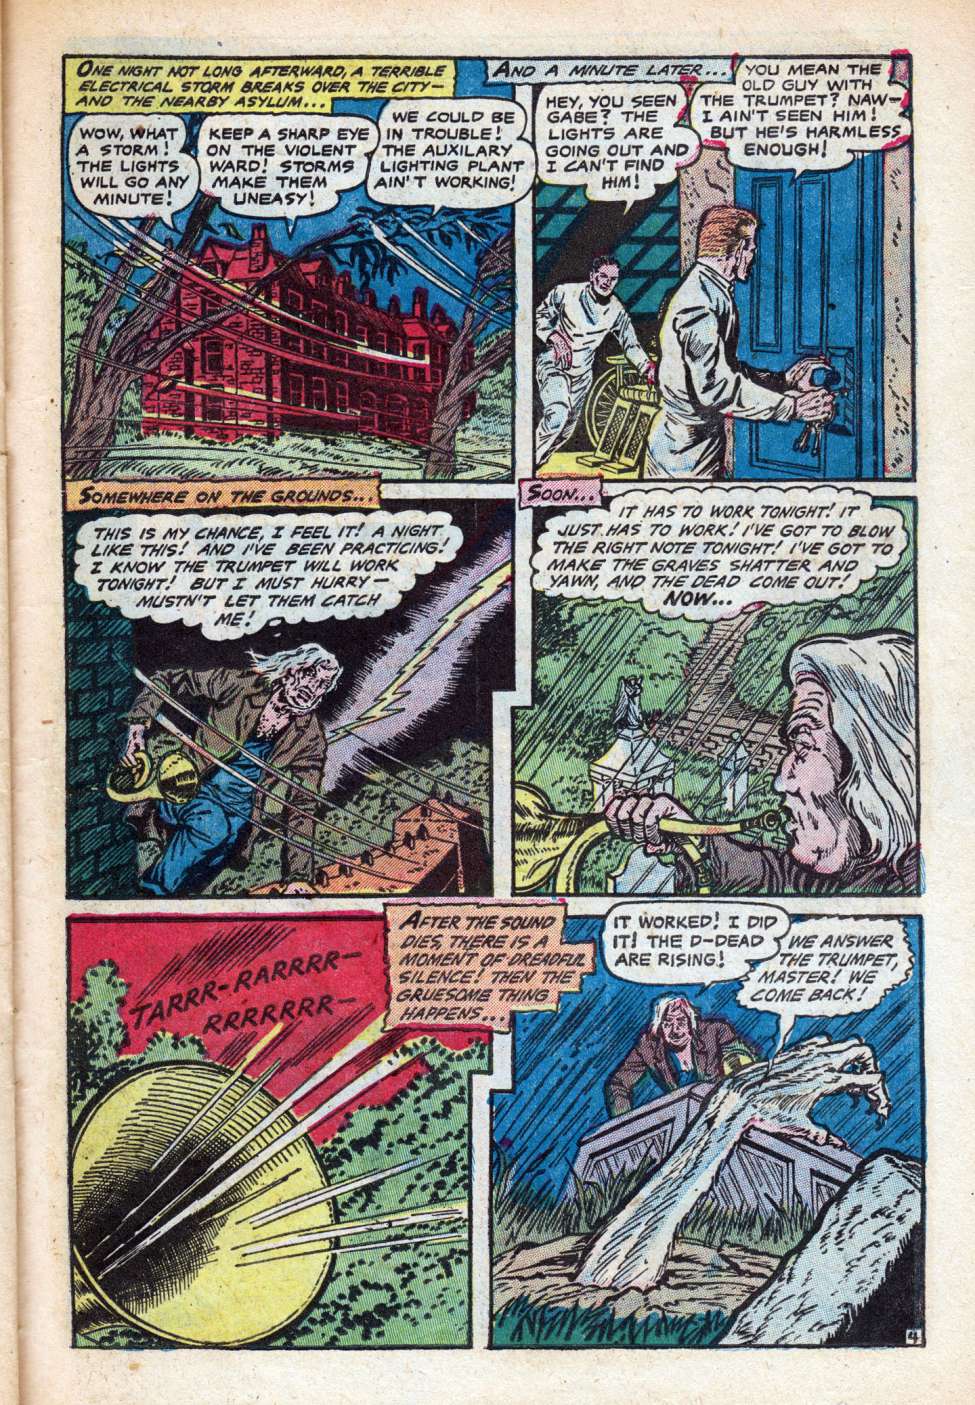 ONE NIGHT NOT LONG AFTERWARD, A TERRIBLE
ELECTRICAL STORM BREAKS OVER THE CITY—
AND THE NEARBY ASYLUM...
WOW, WHAT
A STORM!
THE LIGHTS
WILL GO ANY
MINUTE!
KEEP A SHARP EYE
ON THE VIOLENT
WARD! STORMS
MAKE THEM
UNEASY!
WE COULD BE
IN TROUBLE!
THE AUXILARY
LIGHTING PLANT
AIN'T WORKING!
AND A MINUTE LATER...
HEY, YOU SEEN
GABE? THE
LIGHTS ARE
GOING OUT AND
I CAN'T FIND
HIM!
YOU MEAN THE
OLD GUY WITH
THE TRUMPET? NAW—
I AIN'T SEEN HIM!
BUT HE'S HARMLESS
ENOUGH!
SOMEWHERE ON THE GROUNDS...
THIS IS MY CHANCE, I FEEL IT! A NIGHT
LIKE THIS! AND I'VE BEEN PRACTICING!
I KNOW THE TRUMPET WILL WORK
TONIGHT! BUT I MUST HURRY—
MUSTN'T LET THEM CATCH
ME!
SOON...
IT HAS TO WORK TONIGHT! IT
JUST HAS TO WORK! I'VE GOT TO BLOW
THE RIGHT NOTE TONIGHT! I'VE GOT TO
MAKE THE GRAVES SHATTER AND
YAWN, AND THE DEAD COME OUT!
NOW...
TARRR-RARRRR—
RRRRRRR—
AFTER THE SOUND
DIES, THERE IS A
MOMENT OF DREADFUL
SILENCE! THEN THE
GRUESOME THING
HAPPENS...
IT WORKED! I DID
IT! THE D-DEAD
ARE RISING!
WE ANSWER
THE TRUMPET,
MASTER! WE
COME BACK!
4